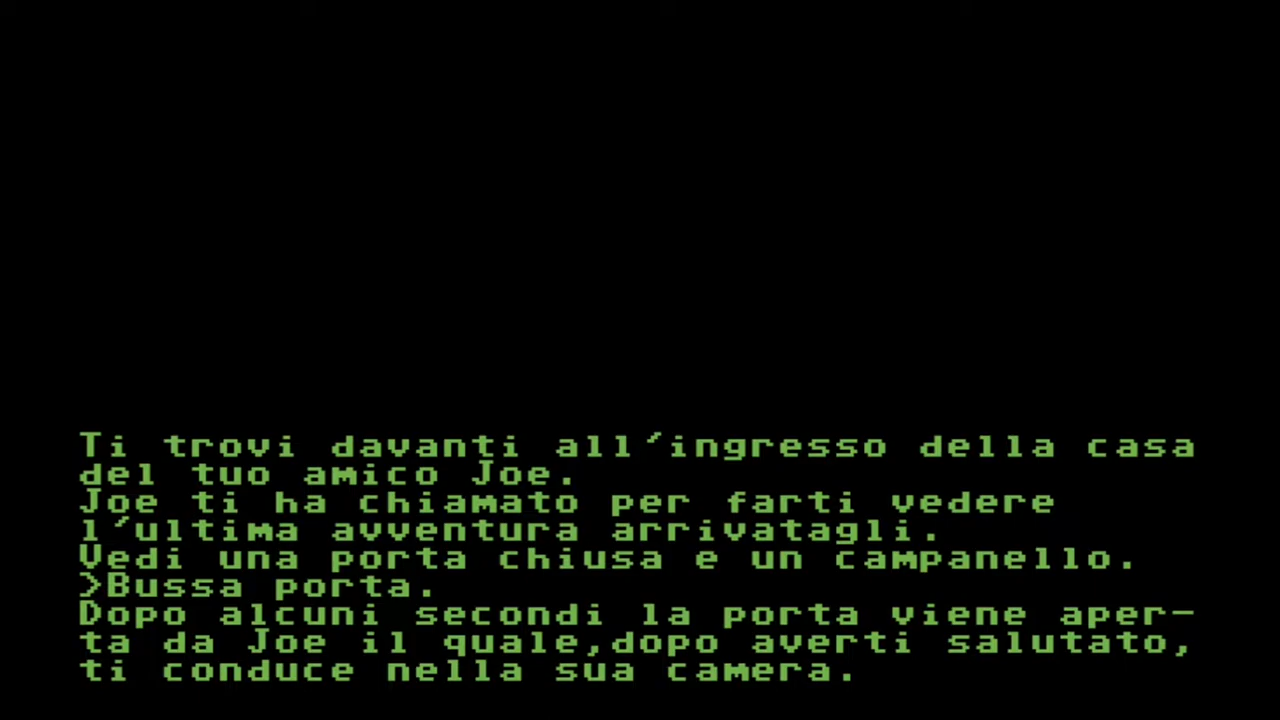 Ti trovi davanti all'ingresso della casa
del tuo amico Joe.
Joe ti ha chiamato per farti vedere
l'ultima avventura arrivatagli.
Vedi una porta chiusa e un campanello.
>Bussa porta.
Dopo alcuni secondi la porta viene aper-
ta da Joe il quale,dopo averti salutato,
ti conduce nella sua camera.